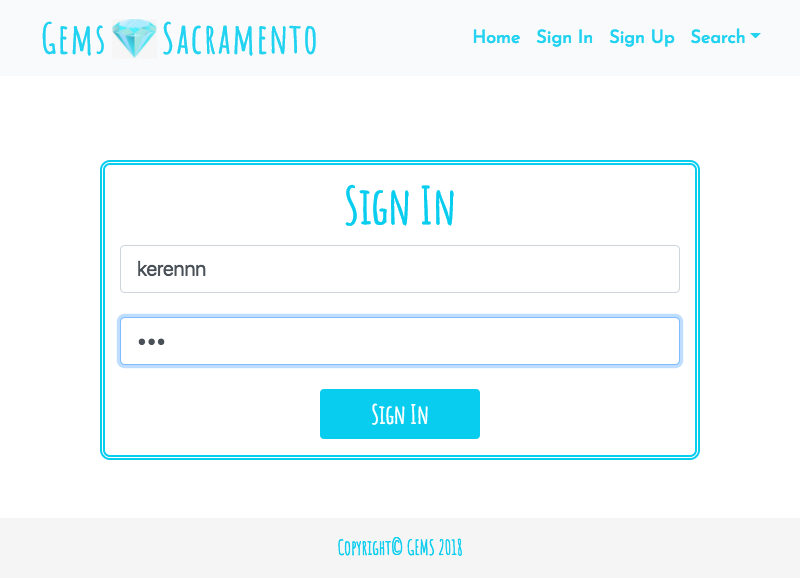 Gems Sacramento
Home Sign In Sign Up Search
Sign In
kerennn
•••
Sign In
Copyright© GEMS 2018